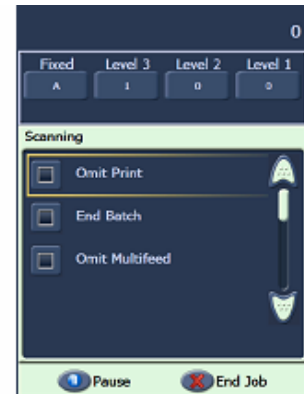 0
Fixed Level 3 Level 2 Level 1
A 1 0 0
Scanning
Omit Print
End Batch
Omit Multifeed
Pause End Job